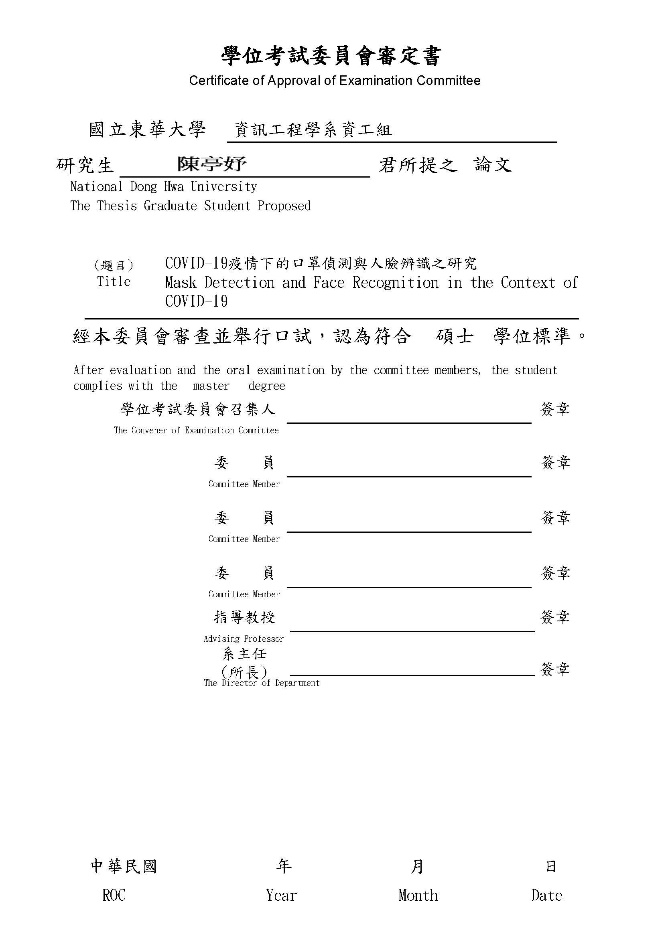 學位考試委員會審定書
Certificate of Approval of Examination Committee
國立東華大學 資訊工程學系資工組
研究生 陳亭妤 君所提之 論文
National Dong Hwa University
The Thesis Graduate Student Proposed
(題目) COVID-19疫情下的口罩偵測與人臉辨識之研究
Title Mask Detection and Face Recognition in the Context of
COVID-19
經本委員會審查並舉行口試，認為符合 碩士 學位標準。
After evaluation and the oral examination by the committee members, the student
complies with the master degree
學位考試委員會召集人 簽章
The Convener of Examination Committee
委 員 簽章
Committee Member
委 員 簽章
Committee Member
委 員 簽章
Committee Member
指導教授 簽章
Advising Professor
系主任
(所長) 簽章
The Director of Department
中華民國 年 月 日
ROC Year Month Date